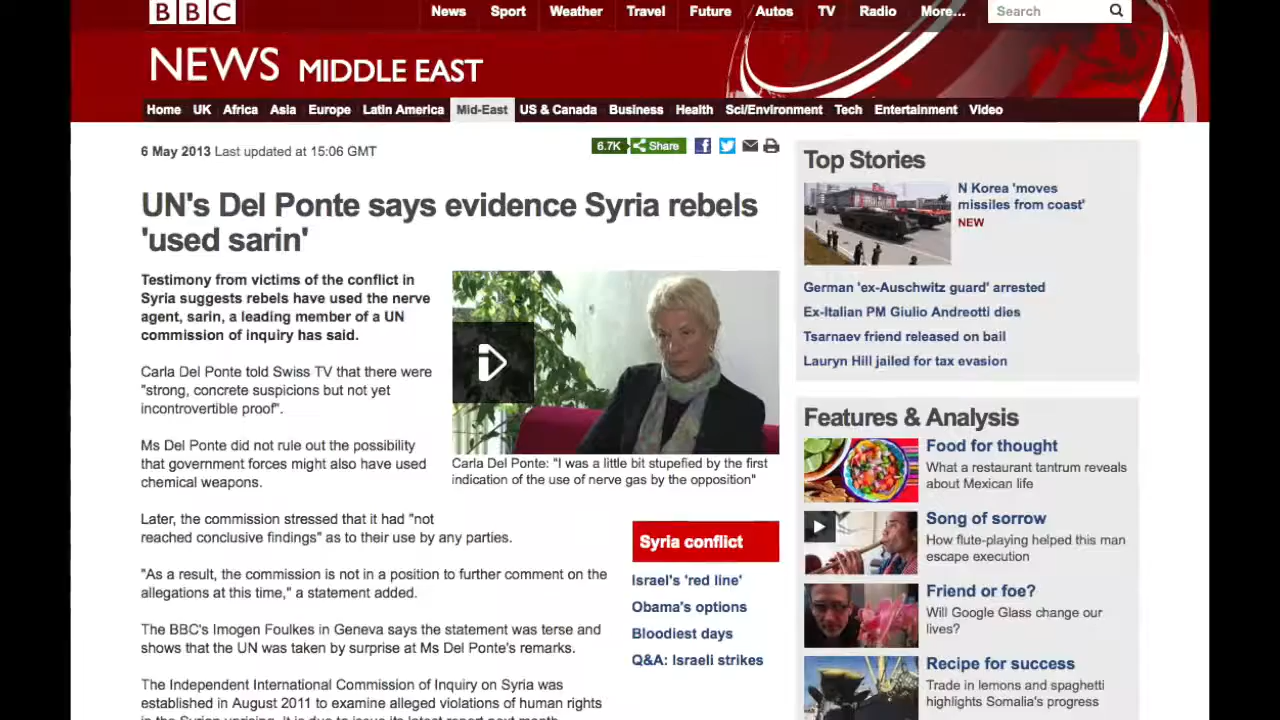 BBC
News Sport Weather Travel Future Autos TV Radio More... Search
NEWS MIDDLE EAST
Home UK Africa Asia Europe Latin America Mid-East US & Canada Business Health Sci/Environment Tech Entertainment Video
6 May 2013 Last updated at 15:06 GMT
6.7K Share
UN's Del Ponte says evidence Syria rebels
'used sarin'
Testimony from victims of the conflict in
Syria suggests rebels have used the nerve
agent, sarin, a leading member of a UN
commission of inquiry has said.
Carla Del Ponte told Swiss TV that there were
"strong, concrete suspicions but not yet
incontrovertible proof".
Ms Del Ponte did not rule out the possibility
that government forces might also have used
chemical weapons.
Carla Del Ponte: "I was a little bit stupefied by the first
indication of the use of nerve gas by the opposition"
Later, the commission stressed that it had "not
reached conclusive findings" as to their use by any parties.
"As a result, the commission is not in a position to further comment on the
allegations at this time," a statement added.
The BBC's Imogen Foulkes in Geneva says the statement was terse and
shows that the UN was taken by surprise at Ms Del Ponte's remarks.
The Independent International Commission of Inquiry on Syria was
established in August 2011 to examine alleged violations of human rights
in the Syrian uprising. It is due to issue its latest report next month.
Syria conflict
Israel's 'red line'
Obama's options
Bloodiest days
Q&A: Israeli strikes
Top Stories
N Korea 'moves
missiles from coast'
NEW
German 'ex-Auschwitz guard' arrested
Ex-Italian PM Giulio Andreotti dies
Tsarnaev friend released on bail
Lauryn Hill jailed for tax evasion
Features & Analysis
Food for thought
What a restaurant tantrum reveals
about Mexican life
Song of sorrow
How flute-playing helped this man
escape execution
Friend or foe?
Will Google Glass change our
lives?
Recipe for success
Trade in lemons and spaghetti
highlights Somalia's progress